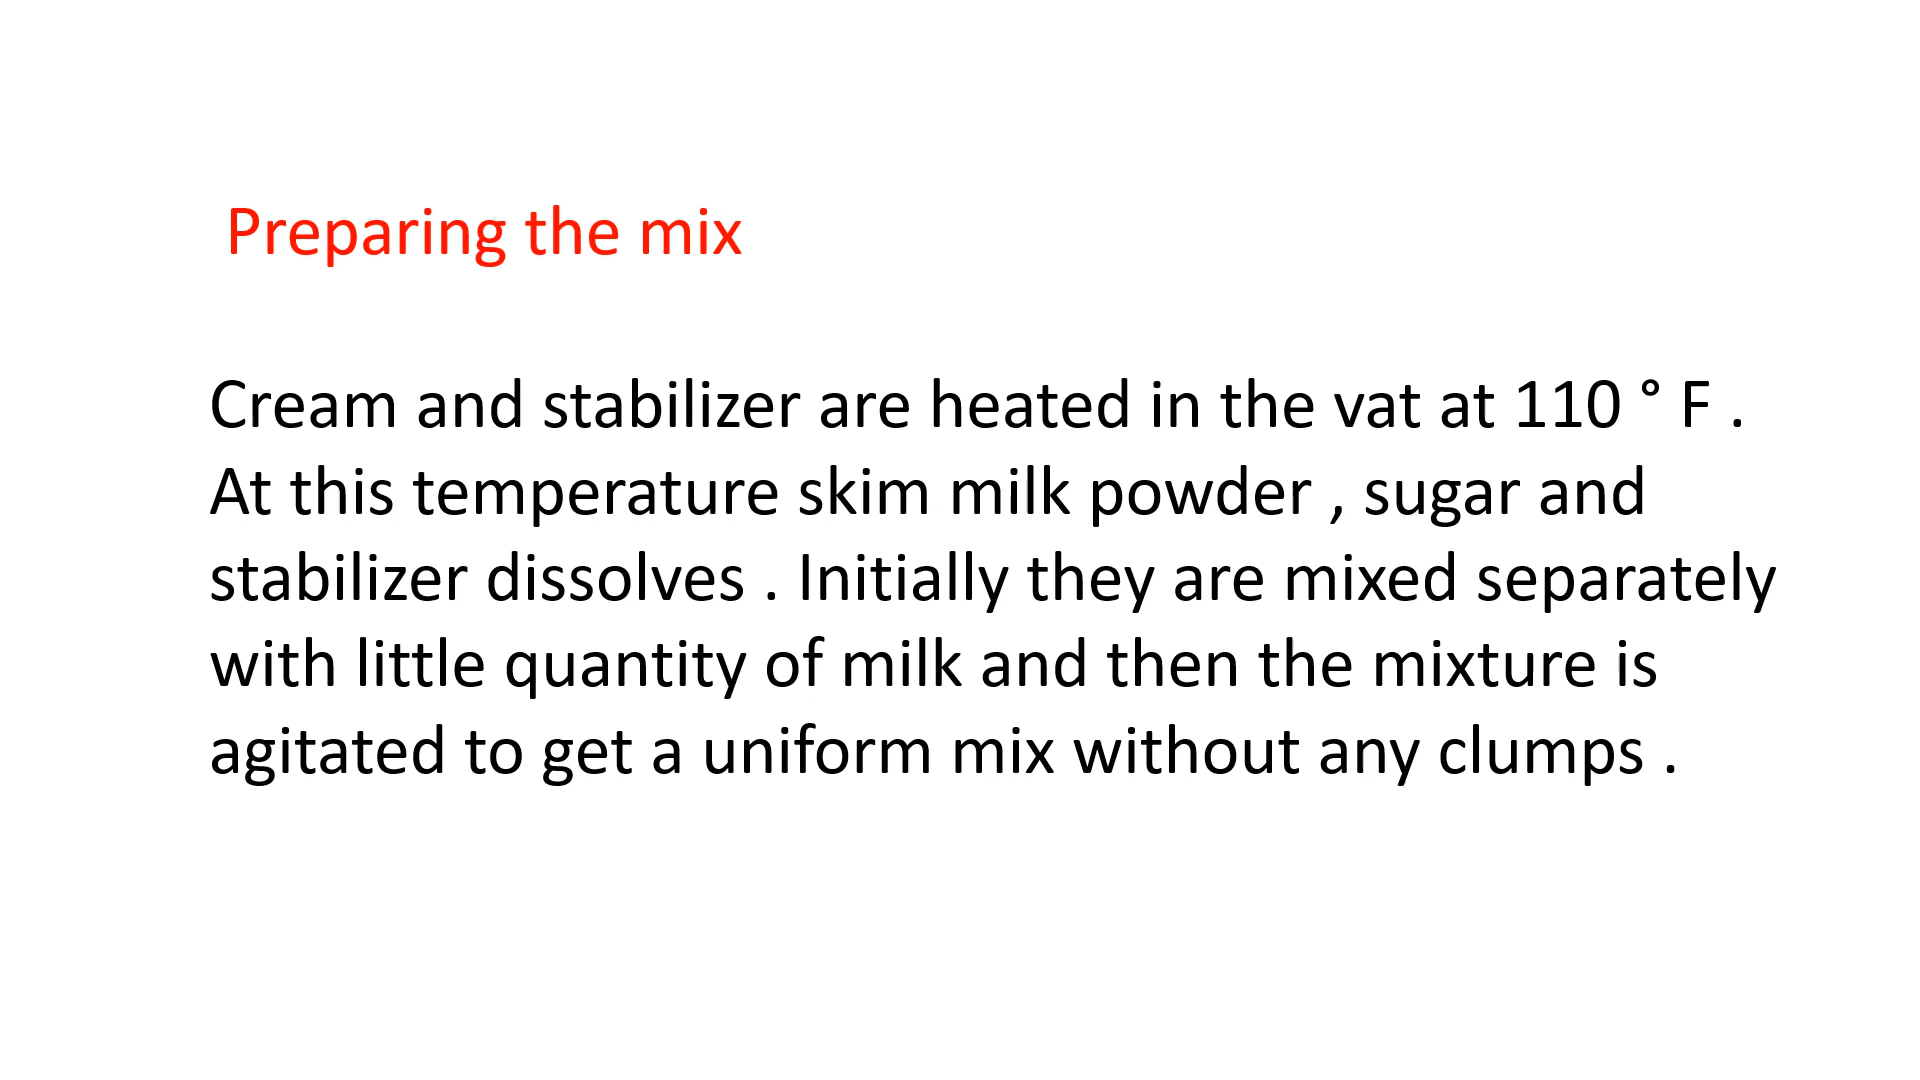 Preparing the mix
Cream and stabilizer are heated in the vat at 110 ° F .
At this temperature skim milk powder , sugar and
stabilizer dissolves . Initially they are mixed separately
with little quantity of milk and then the mixture is
agitated to get a uniform mix without any clumps .